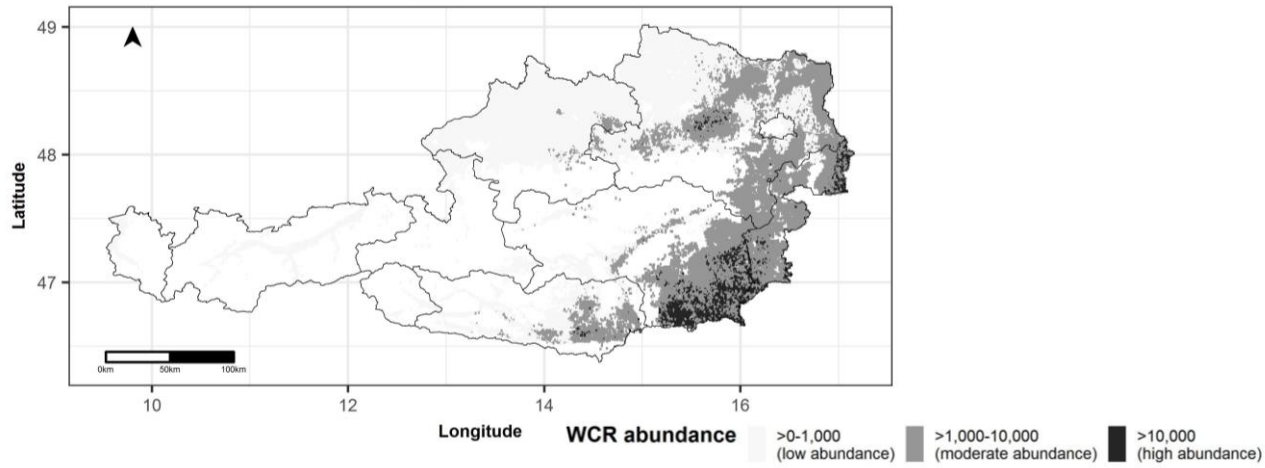 49
48
47
Latitude
0km 50km 100km
10 12 14 16
Longitude
WCR abundance
>0-1,000
(low abundance)
>1,000-10,000
(moderate abundance)
>10,000
(high abundance)